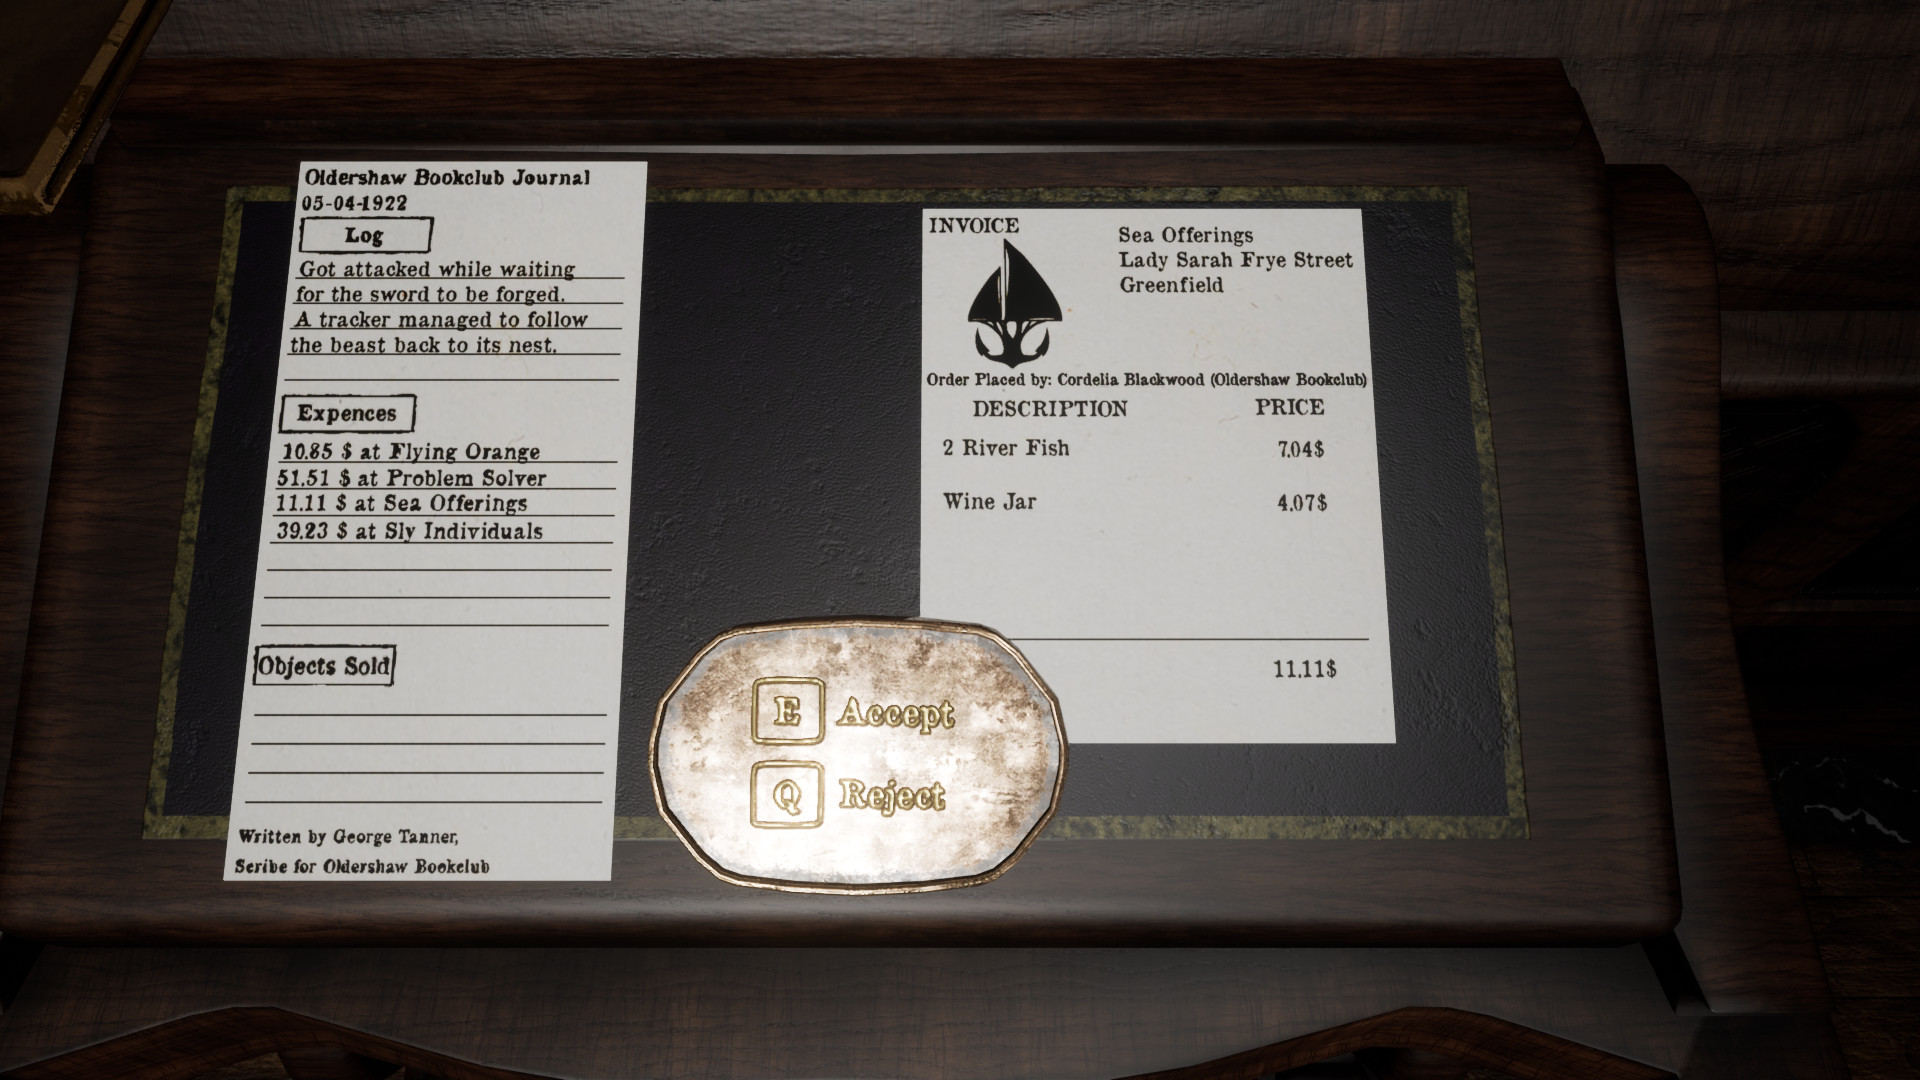 Oldershaw Bookclub Journal
05-04-1922
Log
Got attacked while waiting
for the sword to be forged.
A tracker managed to follow
the beast back to its nest.
Expences
10.85 $ at Flying Orange
51.51 $ at Problem Solver
11.11 $ at Sea Offerings
39.23 $ at Sly Individuals
Objects Sold
Written by George Tanner,
Scribe for Oldershaw Bookclub
INVOICE
Sea Offerings
Lady Sarah Frye Street
Greenfield
Order Placed by: Cordelia Blackwood (Oldershaw Bookclub)
DESCRIPTION PRICE
2 River Fish 7.04$
Wine Jar 4.07$
11.11$
E Accept
Q Reject